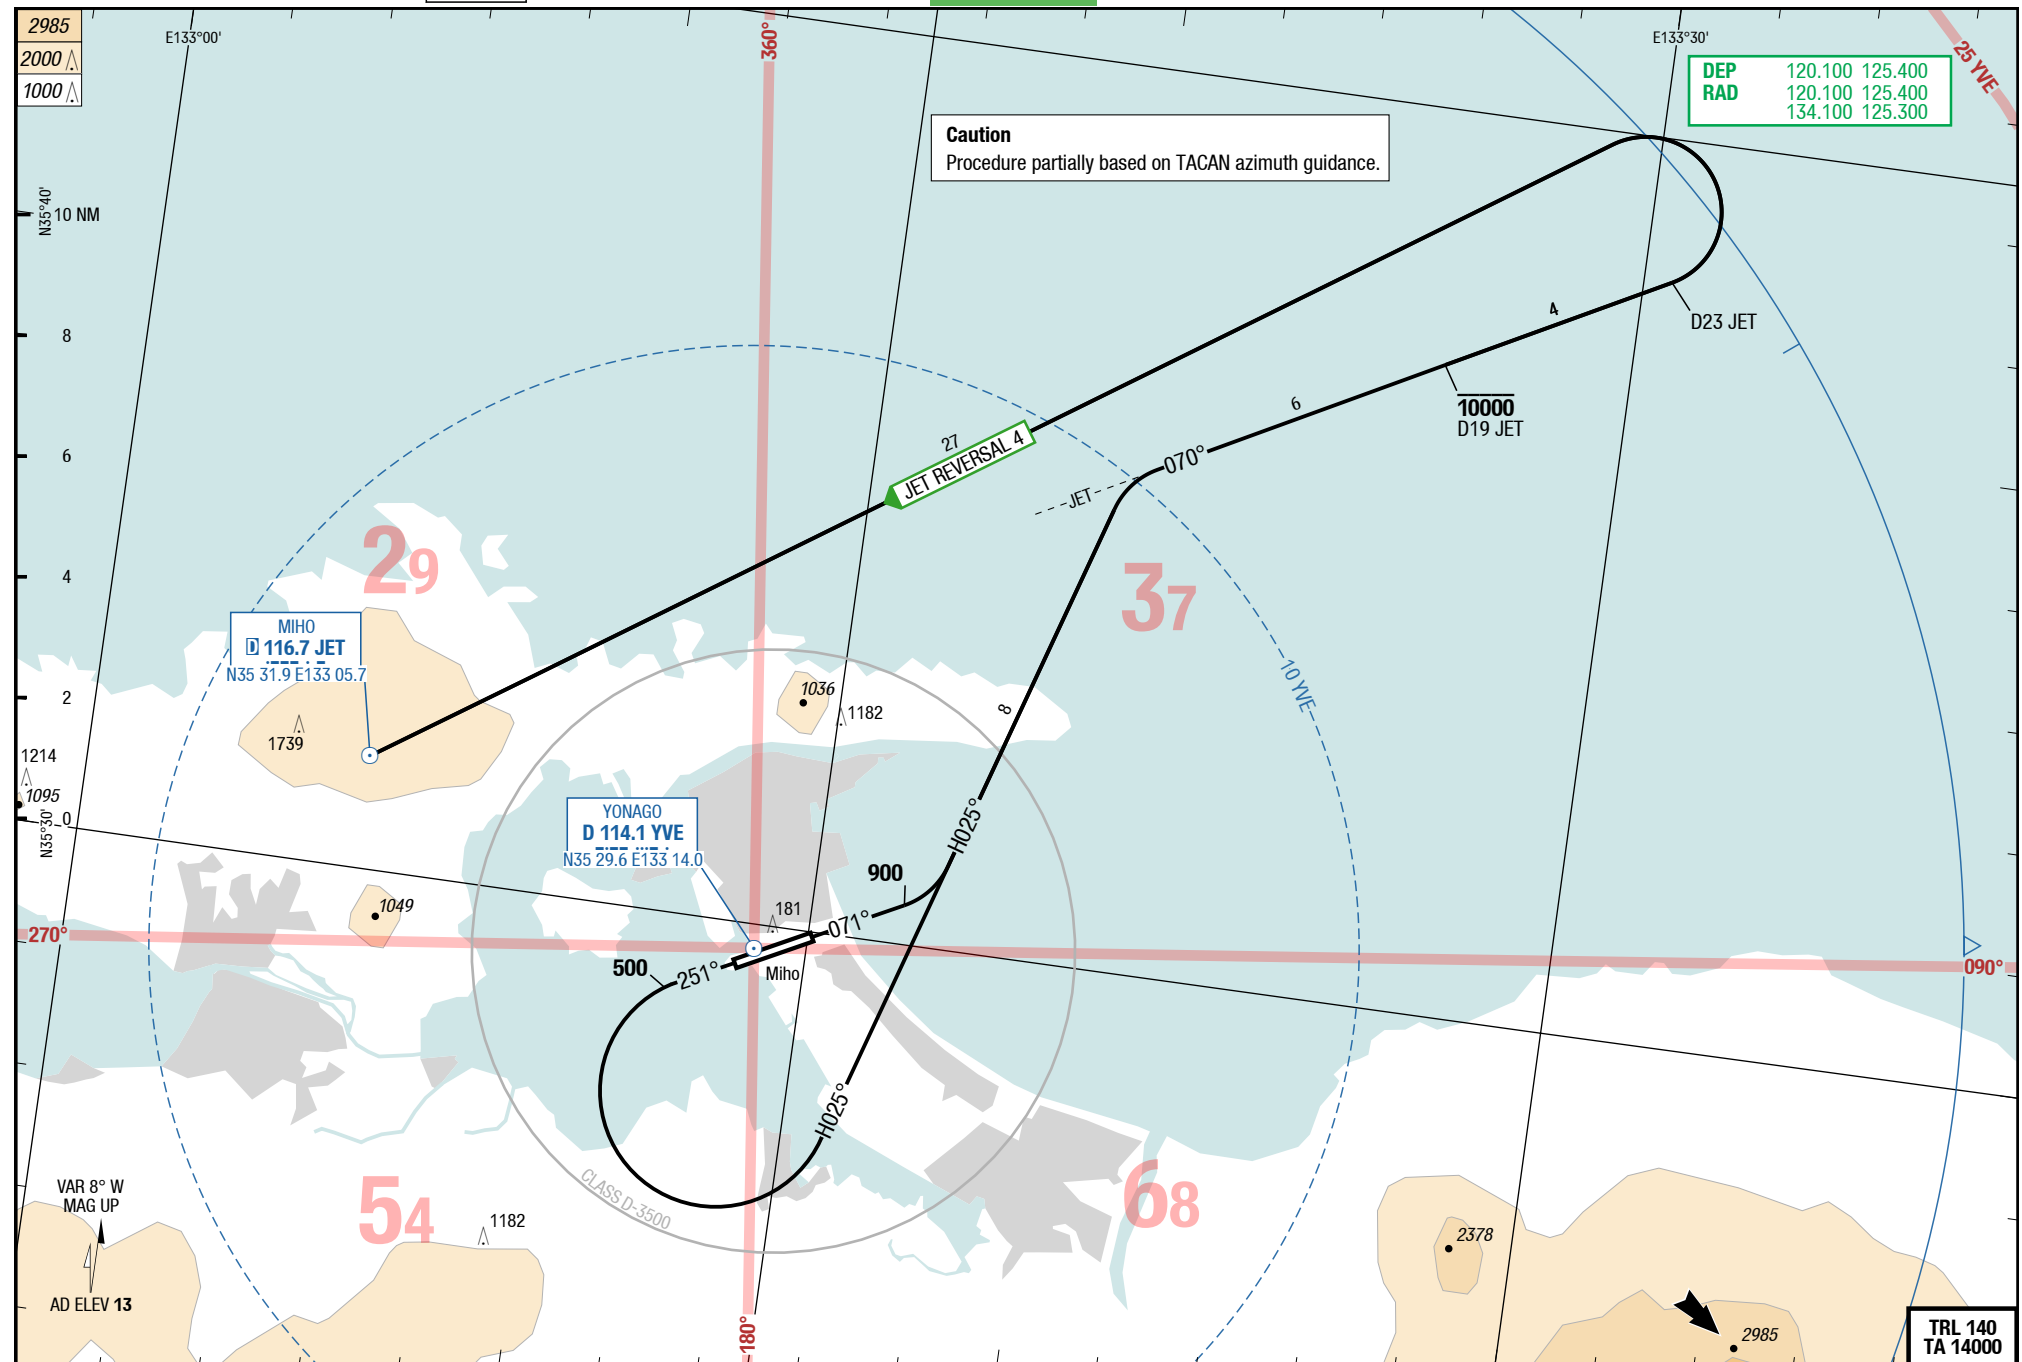 2985
2000
1000
E133°00'
360°
E133°30'
25 YVE
DEP 120.100 125.400
RAD 120.100 125.400
134.100 125.300
Caution
Procedure partially based on TACAN azimuth guidance.
N35°40'
10 NM
8
6
4
2
0
N35°30'
4
D23 JET
10000
D19 JET
6
070°
JET
27
JET REVERSAL 4
29
37
10 YVE
MIHO
D 116.7 JET
N35 31.9 E133 05.7
1739
1214
1095
1036
1182
8
YONAGO
D 114.1 YVE
N35 29.6 E133 14.0
H025°
900
1049
181
071°
270°
090°
500
251°
Miho
H025°
CLASS D-3500
54
68
1182
VAR 8° W
MAG UP
AD ELEV 13
180°
2378
2985
TRL 140
TA 14000